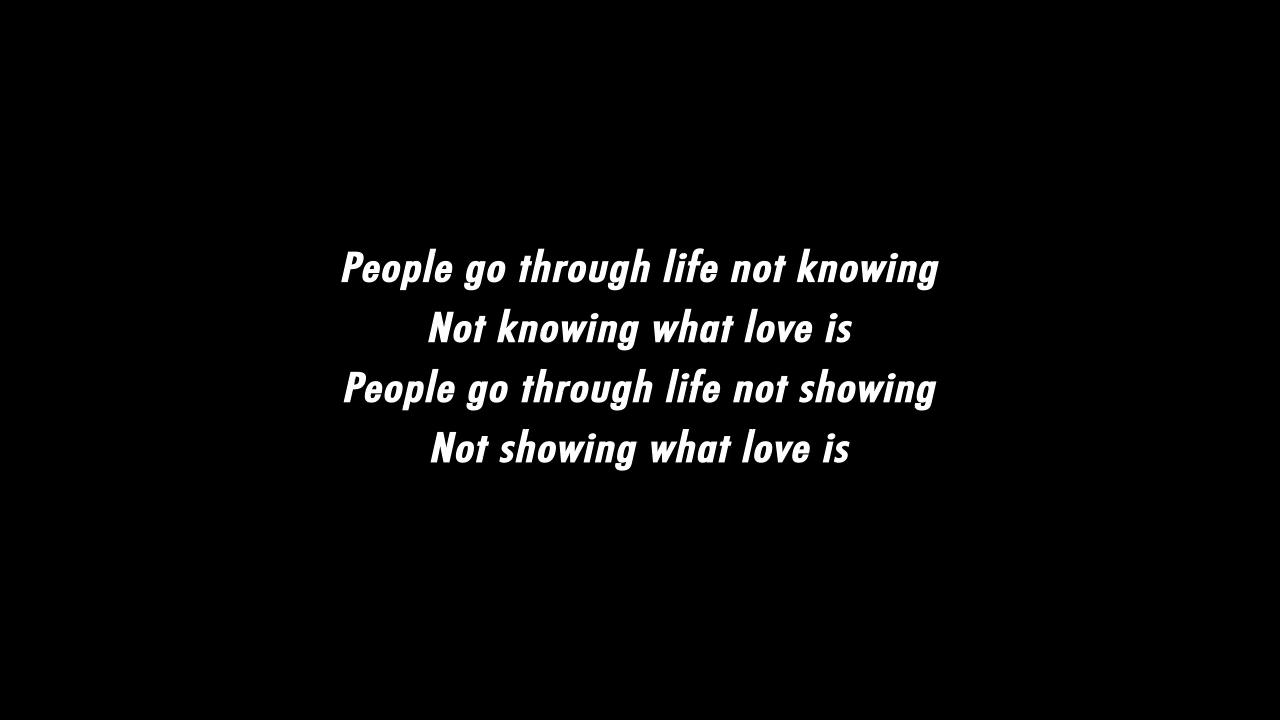 People go through life not knowing
Not knowing what love is
People go through life not showing
Not showing what love is